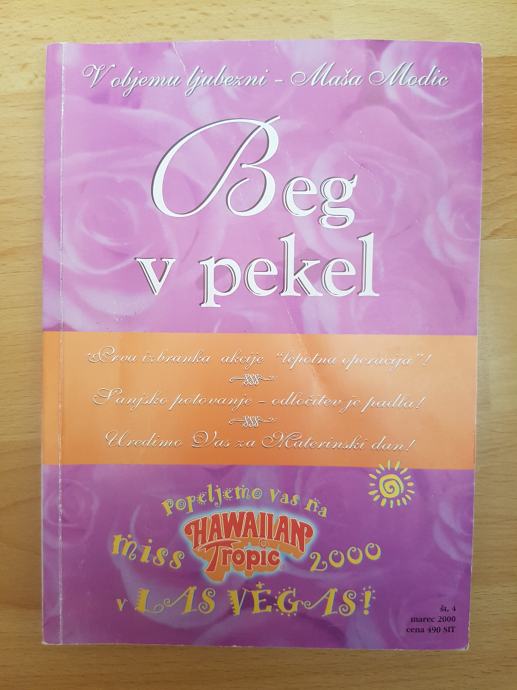 V objemu ljubezni - Maša Modic
Beg
v pekel
Prva izbranka akcije "lepotna operacija"!
Sanjsko potovanje - odločitev je padla!
Uredimo Vas za Materinski dan!
Popeljemo vas na
miss HAWAIIAN Tropic 2000
v LAS VEGAS!
št. 4
marec 2000
cena 490 SIT